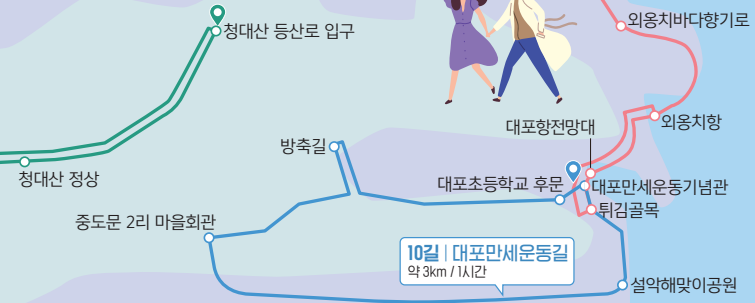 외옹치바다향기로
청대산 등산로 입구
외옹치항
대포항전망대
방축길
청대산 정상
대포초등학교 후문
대포만세운동기념관
튀김골목
중도문 2리 마을회관
10길 | 대포만세운동길
약 3km / 1시간
설악해맞이공원